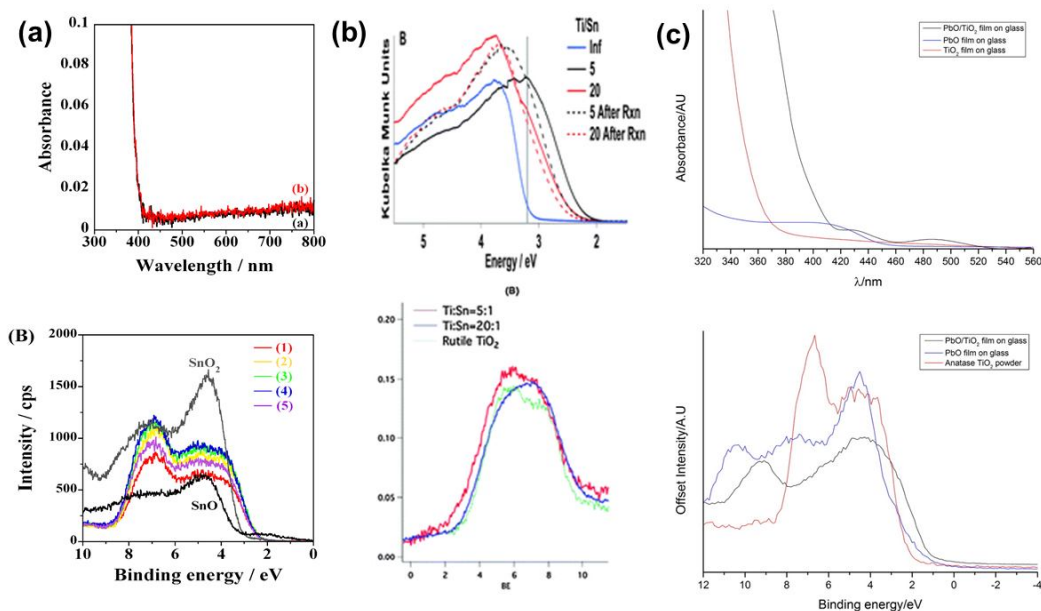 (a)
0.1
0.08
0.06
0.04
0.02
0
Absorbance
(b)
(a)
300 400 500 600 700 800
Wavelength / nm
(b)
B
Kubelka Munk Units
Ti/Sn
Inf
5
20
5 After Rxn
20 After Rxn
5 4 3 2
Energy / eV
(c)
Absorbance/AU
PbO/TiO2 film on glass
PbO film on glass
TiO2 film on glass
320 340 360 380 400 420 440 460 480 500 520 540 560
λ/nm
(B)
2000
1500
1000
500
0
Intensity / cps
SnO2
SnO
(1)
(2)
(3)
(4)
(5)
10 8 6 4 2 0
Binding energy / eV
(B)
0.20
0.15
0.10
0.05
0.00
Ti:Sn=5:1
Ti:Sn=20:1
Rutile TiO2
0 2 4 6 8 10
BE
Offset Intensity/A.U
PbO/TiO2 film on glass
PbO film on glass
Anatase TiO2 powder
12 10 8 6 4 2 0 -2 -4
Binding energy/eV